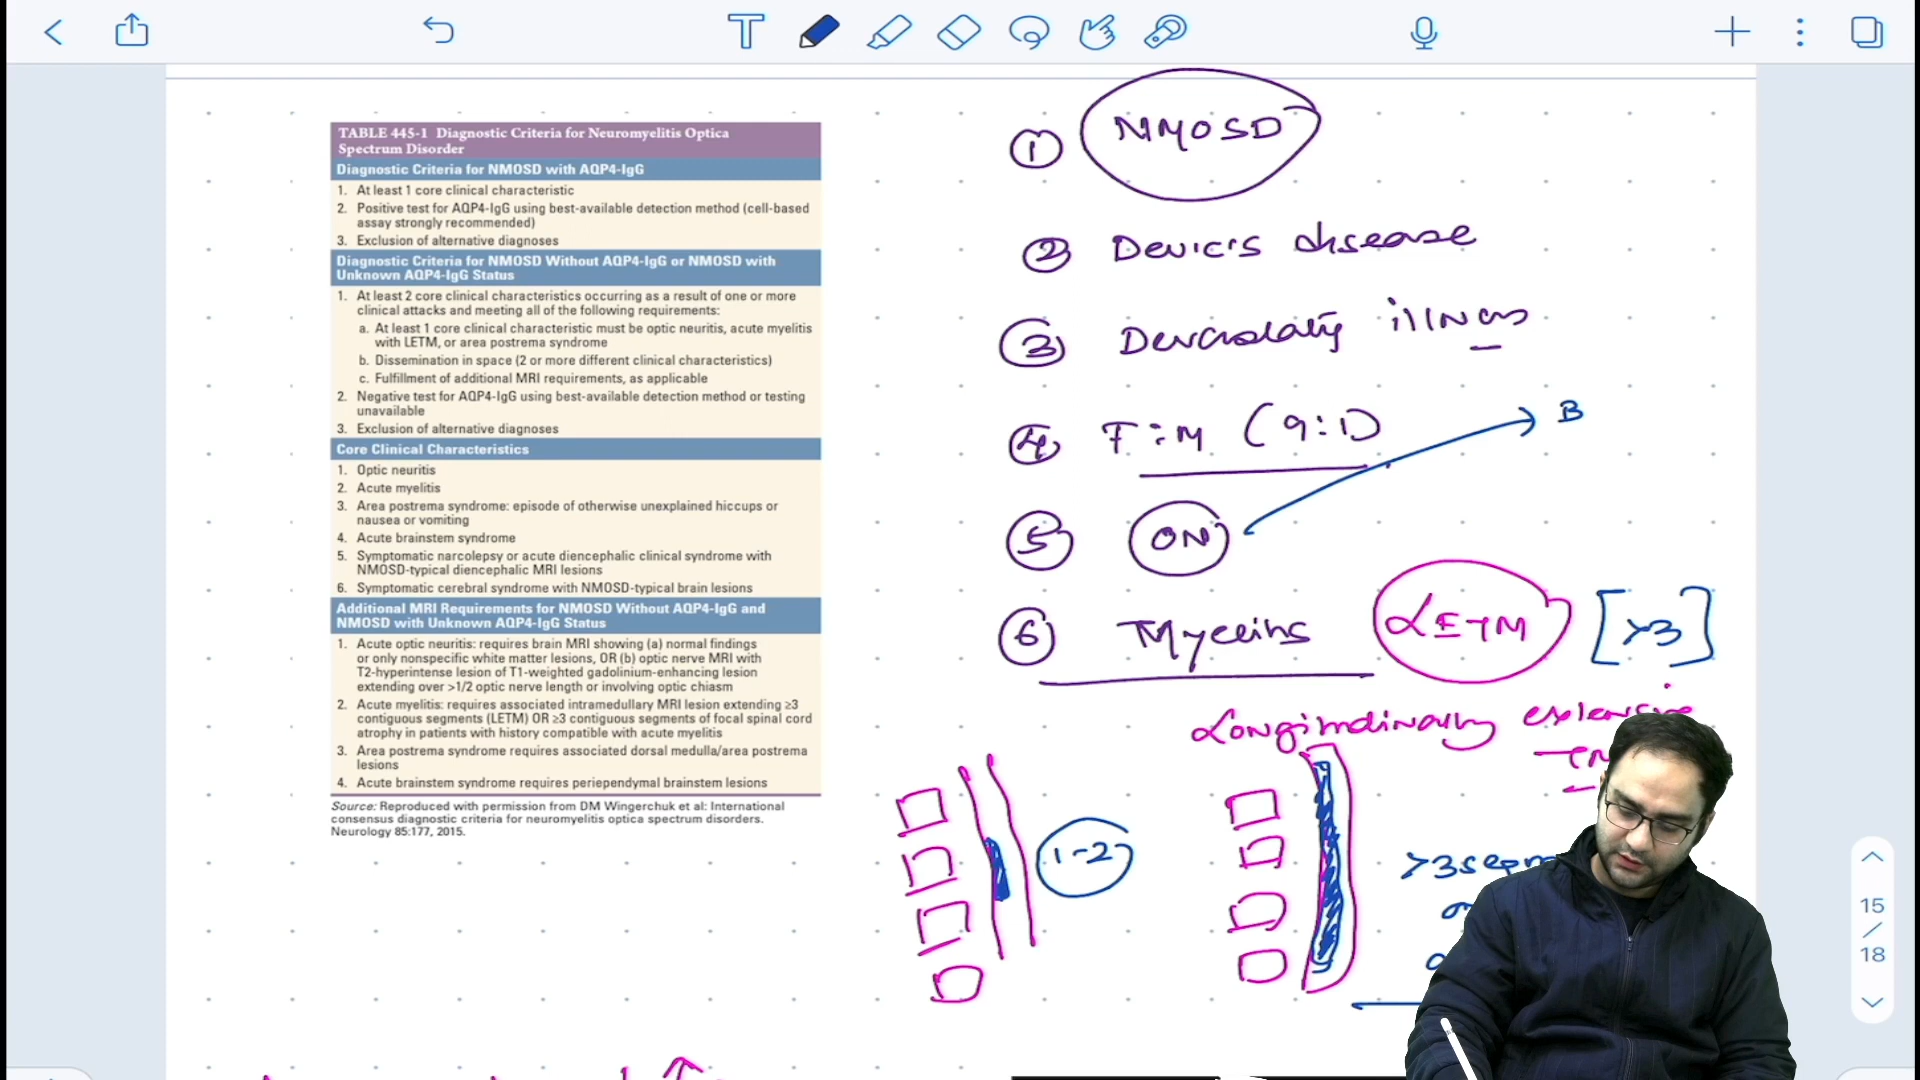 TABLE 445-1 Diagnostic Criteria for Neuromyelitis Optica
Spectrum Disorder
Diagnostic Criteria for NMOSD with AQP4-IgG
1. At least 1 core clinical characteristic
2. Positive test for AQP4-IgG using best-available detection method (cell-based
assay strongly recommended)
3. Exclusion of alternative diagnoses
Diagnostic Criteria for NMOSD Without AQP4-IgG or NMOSD with
Unknown AQP4-IgG Status
1. At least 2 core clinical characteristics occurring as a result of one or more
clinical attacks and meeting all of the following requirements:
a. At least 1 core clinical characteristic must be optic neuritis, acute myelitis
with LETM, or area postrema syndrome
b. Dissemination in space (2 or more different clinical characteristics)
c. Fulfillment of additional MRI requirements, as applicable
2. Negative test for AQP4-IgG using best-available detection method or testing
unavailable
3. Exclusion of alternative diagnoses
Core Clinical Characteristics
1. Optic neuritis
2. Acute myelitis
3. Area postrema syndrome: episode of otherwise unexplained hiccups or
nausea or vomiting
4. Acute brainstem syndrome
5. Symptomatic narcolepsy or acute diencephalic clinical syndrome with
NMOSD-typical diencephalic MRI lesions
6. Symptomatic cerebral syndrome with NMOSD-typical brain lesions
Additional MRI Requirements for NMOSD Without AQP4-IgG and
NMOSD with Unknown AQP4-IgG Status
1. Acute optic neuritis: requires brain MRI showing (a) normal findings
or only nonspecific white matter lesions, OR (b) optic nerve MRI with
T2-hyperintense lesion of T1-weighted gadolinium-enhancing lesion
extending over >1/2 optic nerve length or involving optic chiasm
2. Acute myelitis: requires associated intramedullary MRI lesion extending ≥3
contiguous segments (LETM) OR ≥3 contiguous segments of focal spinal cord
atrophy in patients with history compatible with acute myelitis
3. Area postrema syndrome requires associated dorsal medulla/area postrema
lesions
4. Acute brainstem syndrome requires periependymal brainstem lesions
Source: Reproduced with permission from DM Wingerchuk et al: International
consensus diagnostic criteria for neuromyelitis optica spectrum disorders.
Neurology 85:177, 2015.
1 NMOSD
2 Devic's disease
3 illness
4 F:M (9:1)
B
5 ON
6 LETM [>3]
Longitudinally extensive
1-2
>3
15
/
18